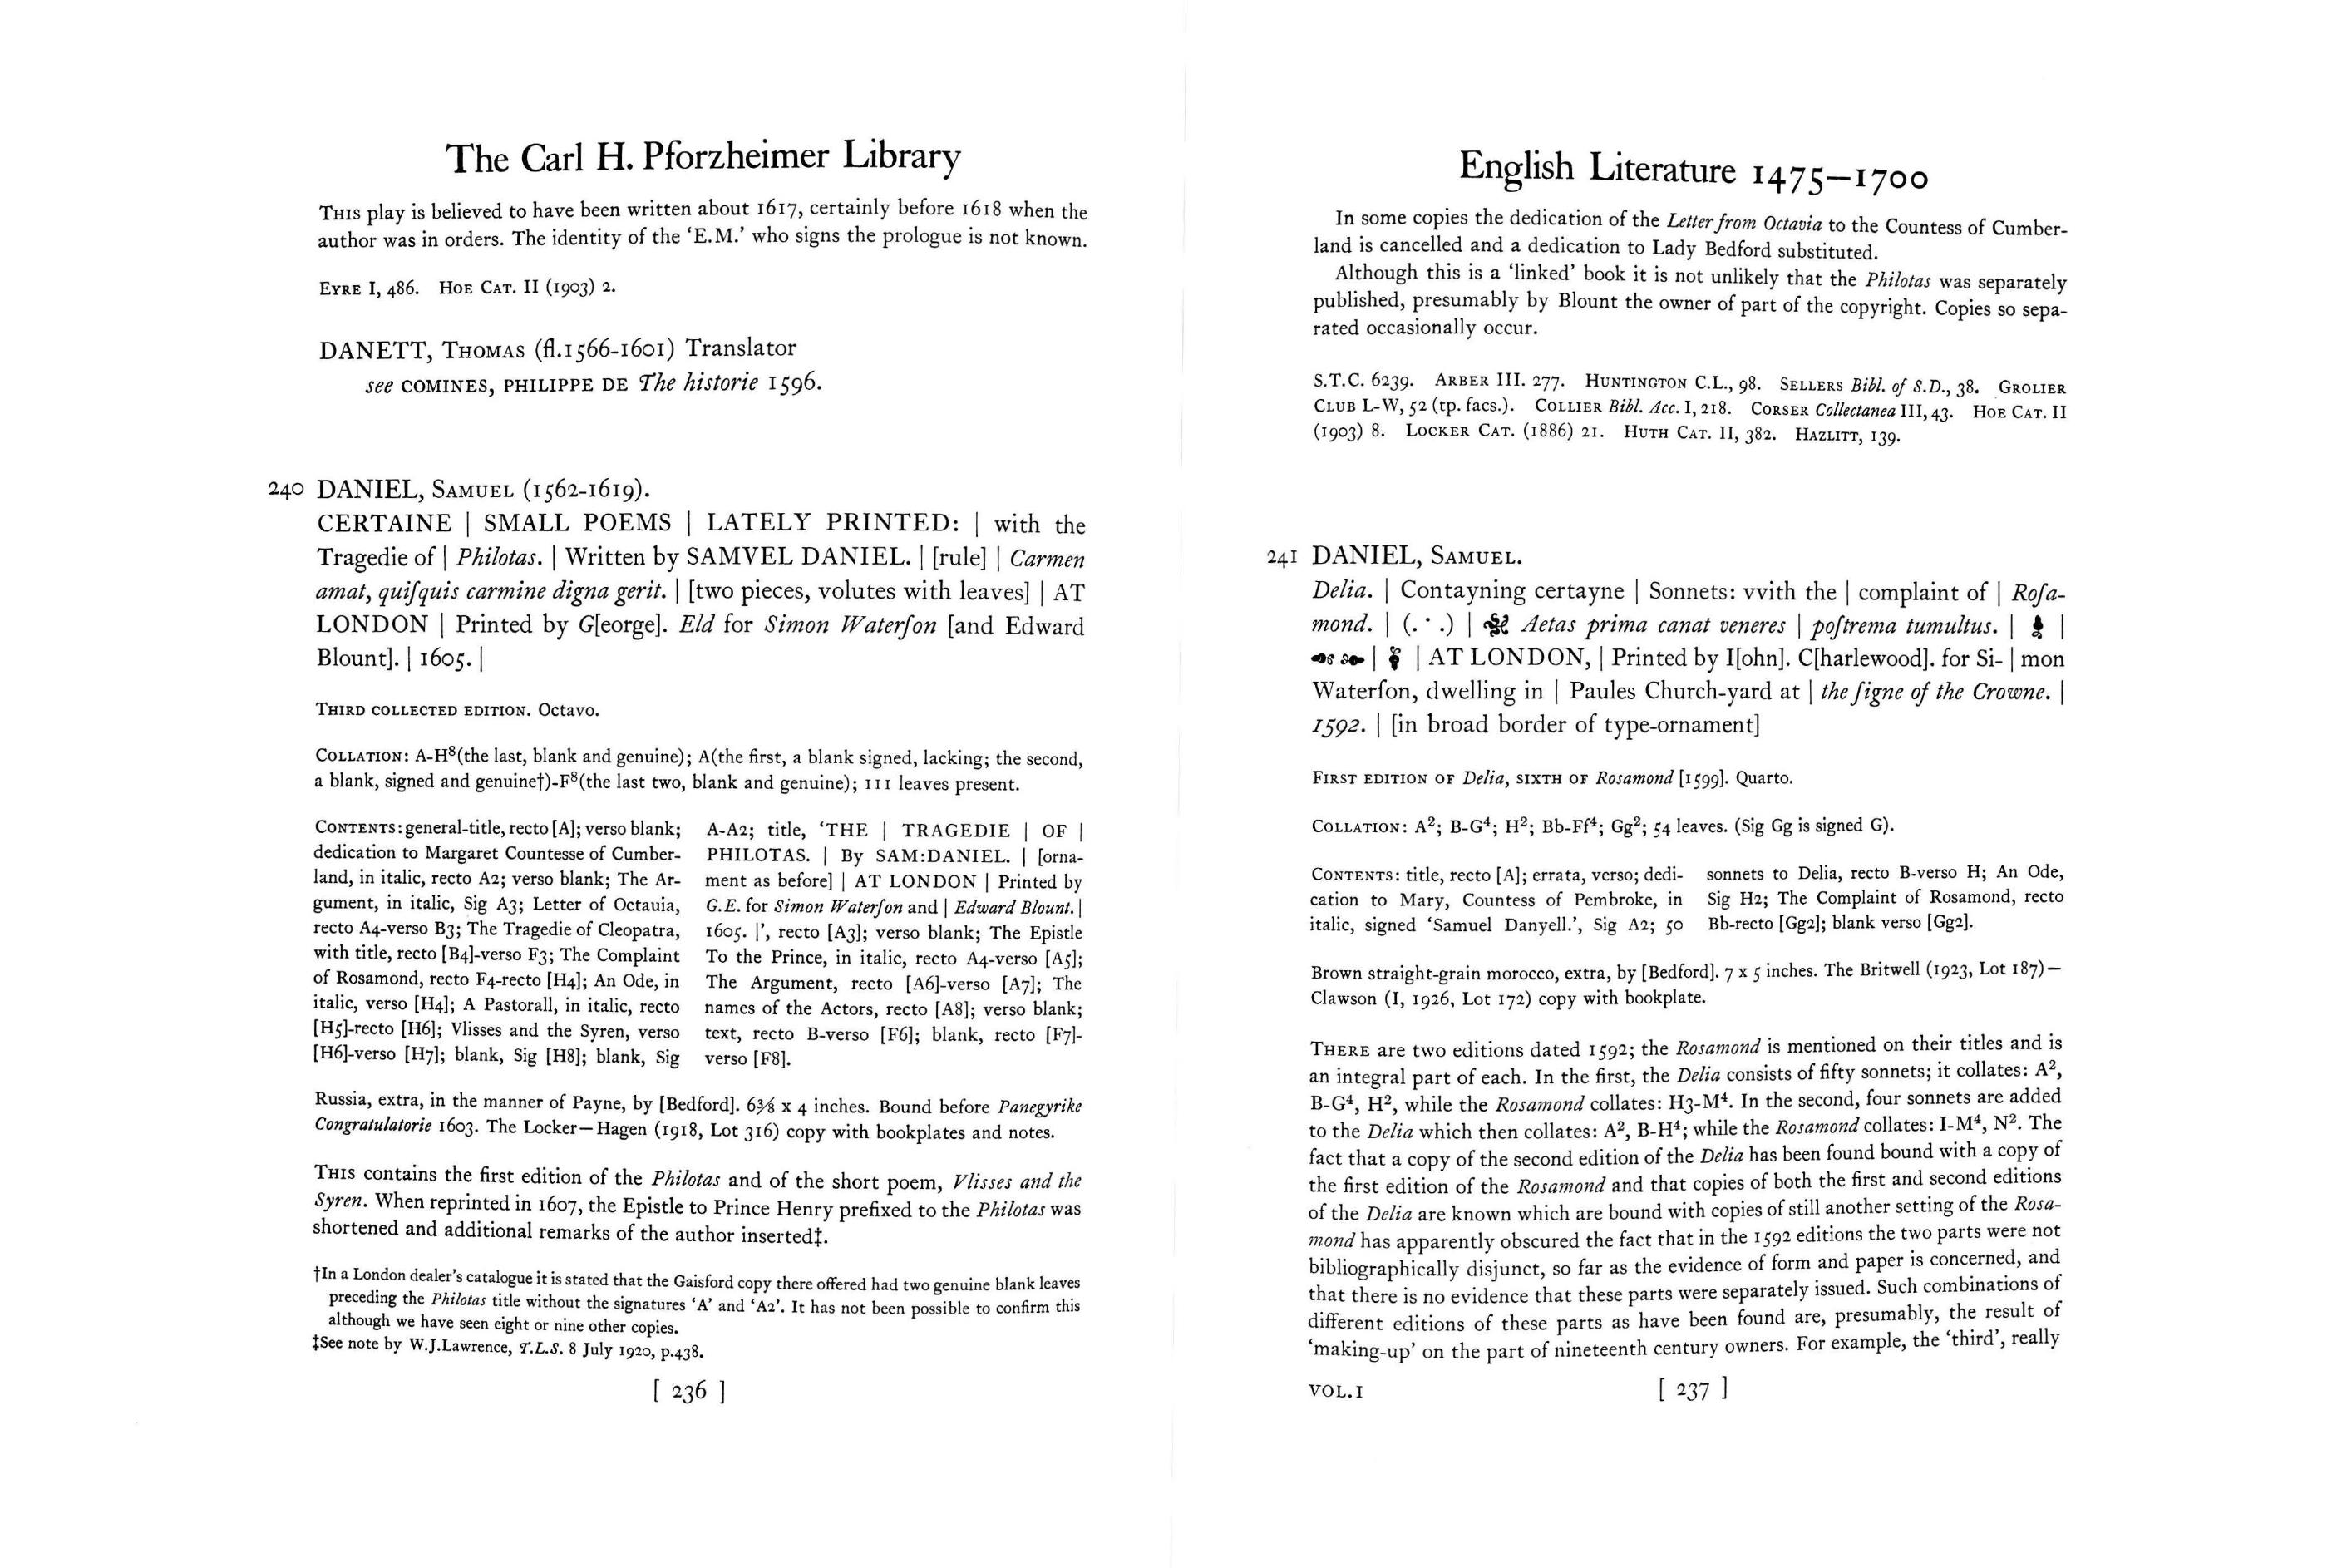 The Carl H. Pforzheimer Library
THIS play is believed to have been written about 1617, certainly before 1618 when the
author was in orders. The identity of the ‘E.M.’ who signs the prologue is not known.
EYRE I, 486. HOE CAT. II (1903) 2.
DANETT, THOMAS (fl.1566-1601) Translator
see COMINES, PHILIPPE DE The historie 1596.
240 DANIEL, SAMUEL (1562-1619).
CERTAINE | SMALL POEMS | LATELY PRINTED: | with the
Tragedie of | Philotas. | Written by SAMVEL DANIEL. | [rule] | Carmen
amat, quiſquis carmine digna gerit. | [two pieces, volutes with leaves] | AT
LONDON | Printed by G[eorge]. Eld for Simon Waterſon [and Edward
Blount]. | 1605. |
THIRD COLLECTED EDITION. Octavo.
COLLATION: A-H⁸(the last, blank and genuine); A(the first, a blank signed, lacking; the second,
a blank, signed and genuine†)-F⁸(the last two, blank and genuine); 111 leaves present.
CONTENTS: general-title, recto [A]; verso blank;
dedication to Margaret Countesse of Cumber-
land, in italic, recto A2; verso blank; The Ar-
gument, in italic, Sig A3; Letter of Octauia,
recto A4-verso B3; The Tragedie of Cleopatra,
with title, recto [B4]-verso F3; The Complaint
of Rosamond, recto F4-recto [H4]; An Ode, in
italic, verso [H4]; A Pastorall, in italic, recto
[H5]-recto [H6]; Vlisses and the Syren, verso
[H6]-verso [H7]; blank, Sig [H8]; blank, Sig
A-A2; title, ‘THE | TRAGEDIE | OF |
PHILOTAS. | By SAM:DANIEL. | [orna-
ment as before] | AT LONDON | Printed by
G.E. for Simon Waterſon and | Edward Blount. |
1605. |’, recto [A3]; verso blank; The Epistle
To the Prince, in italic, recto A4-verso [A5];
The Argument, recto [A6]-verso [A7]; The
names of the Actors, recto [A8]; verso blank;
text, recto B-verso [F6]; blank, recto [F7]-
verso [F8].
Russia, extra, in the manner of Payne, by [Bedford]. 6⅜ x 4 inches. Bound before Panegyrike
Congratulatorie 1603. The Locker—Hagen (1918, Lot 316) copy with bookplates and notes.
THIS contains the first edition of the Philotas and of the short poem, Vlisses and the
Syren. When reprinted in 1607, the Epistle to Prince Henry prefixed to the Philotas was
shortened and additional remarks of the author inserted‡.
†In a London dealer’s catalogue it is stated that the Gaisford copy there offered had two genuine blank leaves
preceding the Philotas title without the signatures ‘A’ and ‘A2’. It has not been possible to confirm this
although we have seen eight or nine other copies.
‡See note by W.J.Lawrence, T.L.S. 8 July 1920, p.438.
[ 236 ]
English Literature 1475—1700
In some copies the dedication of the Letter from Octavia to the Countess of Cumber-
land is cancelled and a dedication to Lady Bedford substituted.
Although this is a ‘linked’ book it is not unlikely that the Philotas was separately
published, presumably by Blount the owner of part of the copyright. Copies so sepa-
rated occasionally occur.
S.T.C. 6239. ARBER III. 277. HUNTINGTON C.L., 98. SELLERS Bibl. of S.D., 38. GROLIER
CLUB L-W, 52 (tp. facs.). COLLIER Bibl. Acc. I, 218. CORSER Collectanea III, 43. HOE CAT. II
(1903) 8. LOCKER CAT. (1886) 21. HUTH CAT. II, 382. HAZLITT, 139.
241 DANIEL, SAMUEL.
Delia. | Contayning certayne | Sonnets: vvith the | complaint of | Roſa-
mond. | (.·.) | Aetas prima canat veneres | poſtrema tumultus. | |
| | AT LONDON, | Printed by I[ohn]. C[harlewood]. for Si- | mon
Waterſon, dwelling in | Paules Church-yard at | the ſigne of the Crowne. |
1592. | [in broad border of type-ornament]
FIRST EDITION OF Delia, SIXTH OF Rosamond [1599]. Quarto.
COLLATION: A²; B-G⁴; H²; Bb-Ff⁴; Gg²; 54 leaves. (Sig Gg is signed G).
CONTENTS: title, recto [A]; errata, verso; dedi-
cation to Mary, Countess of Pembroke, in
italic, signed ‘Samuel Danyell.’, Sig A2; 50
sonnets to Delia, recto B-verso H; An Ode,
Sig H2; The Complaint of Rosamond, recto
Bb-recto [Gg2]; blank verso [Gg2].
Brown straight-grain morocco, extra, by [Bedford]. 7 x 5 inches. The Britwell (1923, Lot 187)—
Clawson (I, 1926, Lot 172) copy with bookplate.
THERE are two editions dated 1592; the Rosamond is mentioned on their titles and is
an integral part of each. In the first, the Delia consists of fifty sonnets; it collates: A²,
B-G⁴, H², while the Rosamond collates: H3-M⁴. In the second, four sonnets are added
to the Delia which then collates: A², B-H⁴; while the Rosamond collates: I-M⁴, N². The
fact that a copy of the second edition of the Delia has been found bound with a copy of
the first edition of the Rosamond and that copies of both the first and second editions
of the Delia are known which are bound with copies of still another setting of the Rosa-
mond has apparently obscured the fact that in the 1592 editions the two parts were not
bibliographically disjunct, so far as the evidence of form and paper is concerned, and
that there is no evidence that these parts were separately issued. Such combinations of
different editions of these parts as have been found are, presumably, the result of
‘making-up’ on the part of nineteenth century owners. For example, the ‘third’, really
VOL.I
[ 237 ]